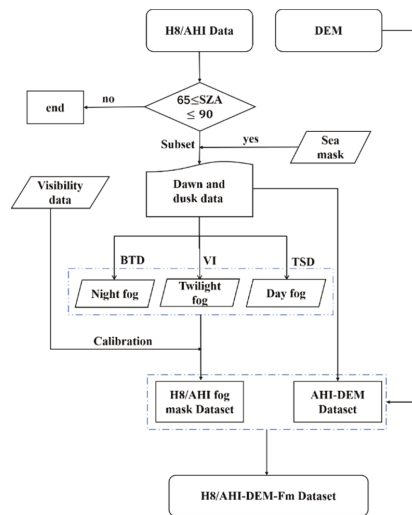 H8/AHI Data
DEM
65≤SZA
≤ 90
no
end
Subset
yes
Sea
mask
Visibility
data
Dawn and
dusk data
BTD
VI
TSD
Night fog
Twilight
fog
Day fog
Calibration
H8/AHI fog
mask Dataset
AHI-DEM
Dataset
H8/AHI-DEM-Fm Dataset